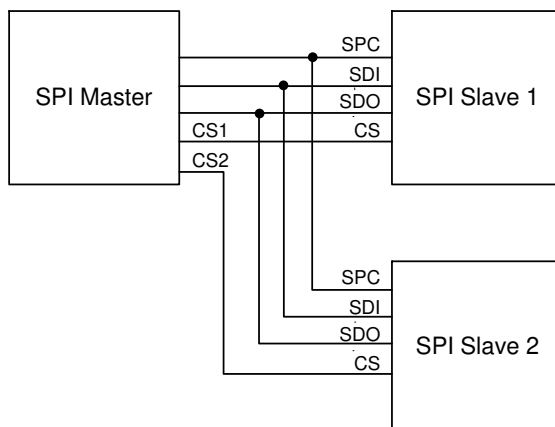 SPC
SDI
SPI Master
SPI Slave 1
SDO
CS1
CS
CS2
SPC
SDI
SDO
SPI Slave 2
CS